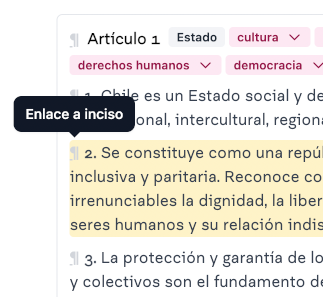 ¶ Artículo 1 Estado cultura
derechos humanos democracia
¶ 1. Chile es un Estado social y de
Enlace a inciso
onal, intercultural, regiona
¶ 2. Se constituye como una repú
inclusiva y paritaria. Reconoce co
irrenunciables la dignidad, la liber
seres humanos y su relación indis
¶ 3. La protección y garantía de lo
y colectivos son el fundamento de